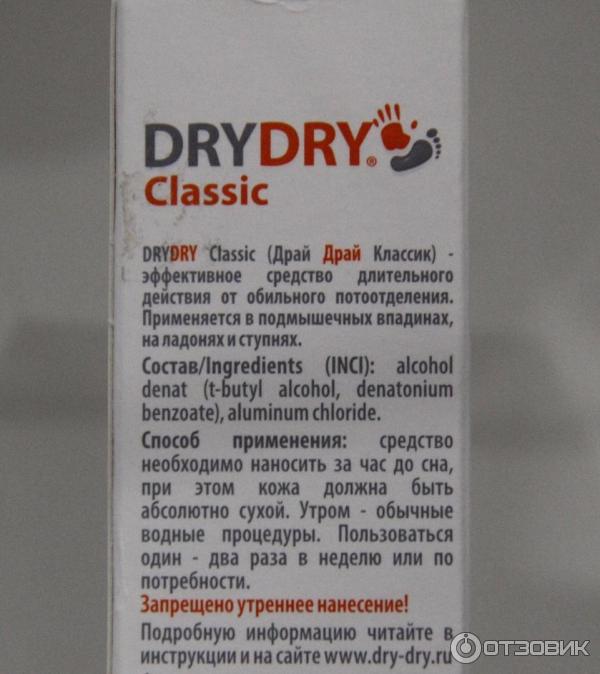 DRYDRY®
Classic
DRYDRY Classic (Драй Драй Классик) -
эффективное средство длительного
действия от обильного потоотделения.
Применяется в подмышечных впадинах,
на ладонях и ступнях.
Состав/Ingredients (INCI): alcohol
denat (t-butyl alcohol, denatonium
benzoate), aluminum chloride.
Способ применения: средство
необходимо наносить за час до сна,
при этом кожа должна быть
абсолютно сухой. Утром - обычные
водные процедуры. Пользоваться
один - два раза в неделю или по
потребности.
Запрещено утреннее нанесение!
Подробную информацию читайте в
инструкции и на сайте www.dry-dry.ru
ОТЗОВИК